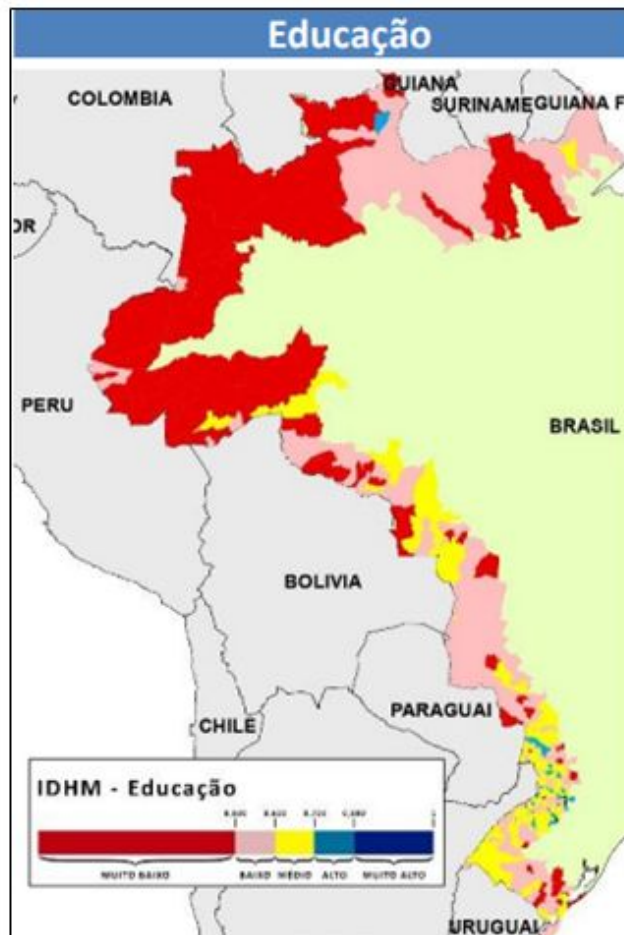 Educação
COLOMBIA
GUIANA
SURINAME
GUIANA F
OR
PERU
BRASIL
BOLIVIA
PARAGUAI
CHILE
IDHM - Educação
MUITO BAIXO
BAIXO
MÉDIO
ALTO
MUITO ALTO
URUGUAI